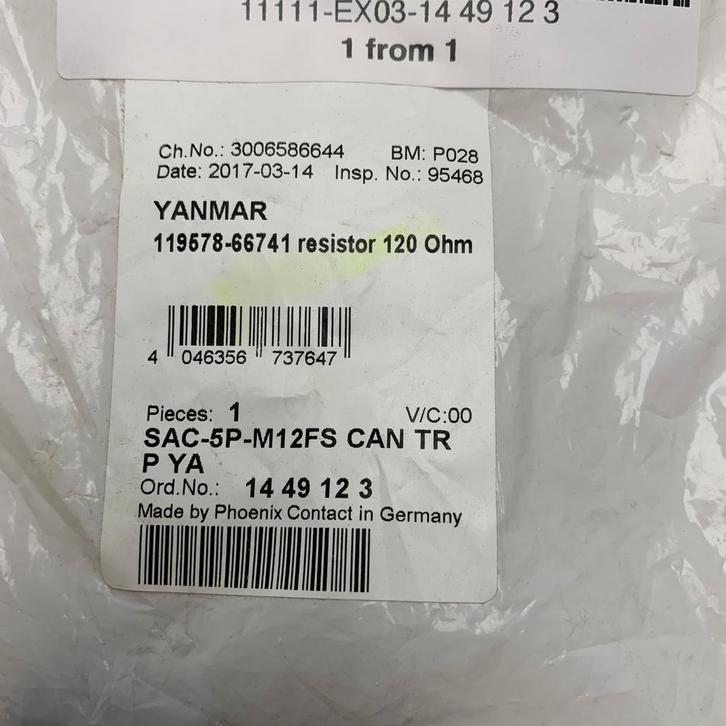 11111-EX03-14 49 12 3
1 from 1
Ch.No.: 3006586644 BM: P028
Date: 2017-03-14 Insp. No.: 95468
YANMAR
119578-66741 resistor 120 Ohm
4 046356 737647
Pieces: 1 V/C:00
SAC-5P-M12FS CAN TR
P YA
Ord.No.: 14 49 12 3
Made by Phoenix Contact in Germany